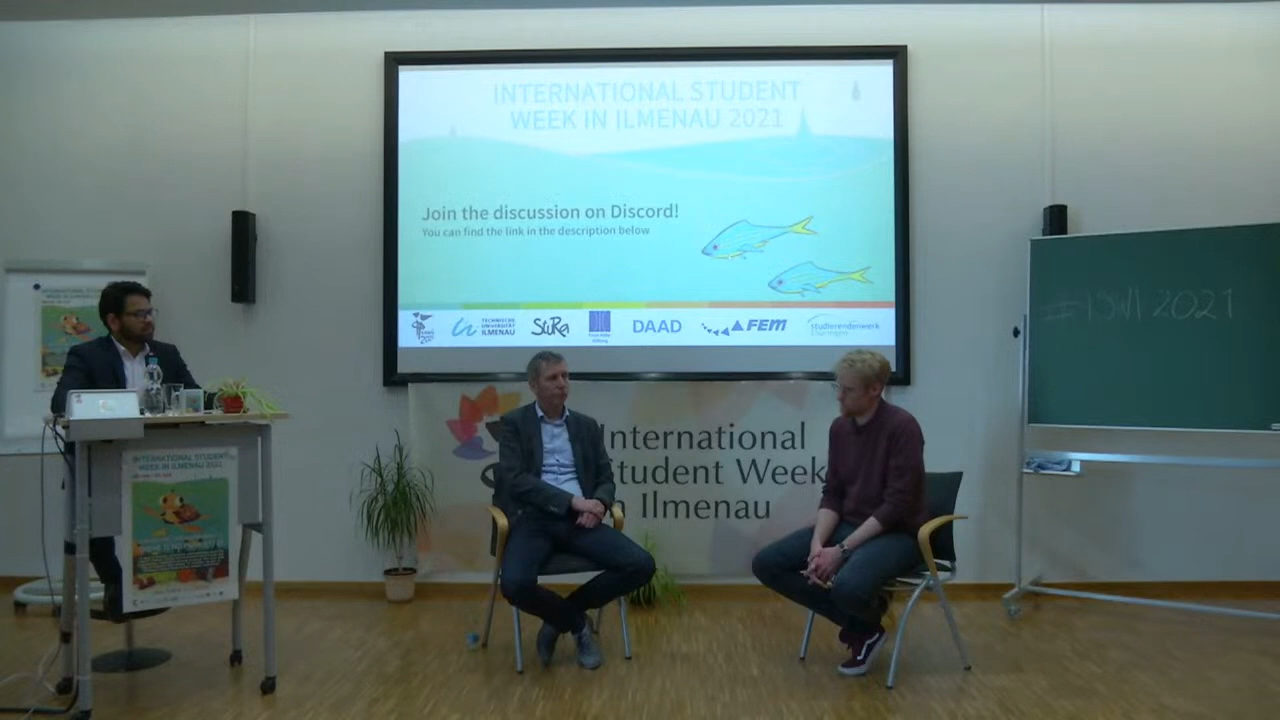 INTERNATIONAL STUDENT
WEEK IN ILMENAU 2021
Join the discussion on Discord!
You can find the link in the description below
TECHNISCHE
UNIVERSITÄT
ILMENAU
StuRa
DAAD
FEM
studierendenwerk
#ISWI 2021
International
Student Week
in Ilmenau
INTERNATIONAL STUDENT
WEEK IN ILMENAU 2021